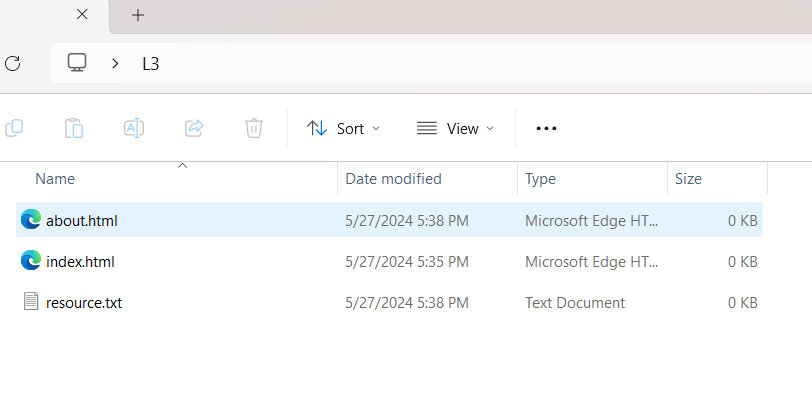 L3
Sort View
Name Date modified Type Size
about.html 5/27/2024 5:38 PM Microsoft Edge HT... 0 KB
index.html 5/27/2024 5:35 PM Microsoft Edge HT... 0 KB
resource.txt 5/27/2024 5:38 PM Text Document 0 KB